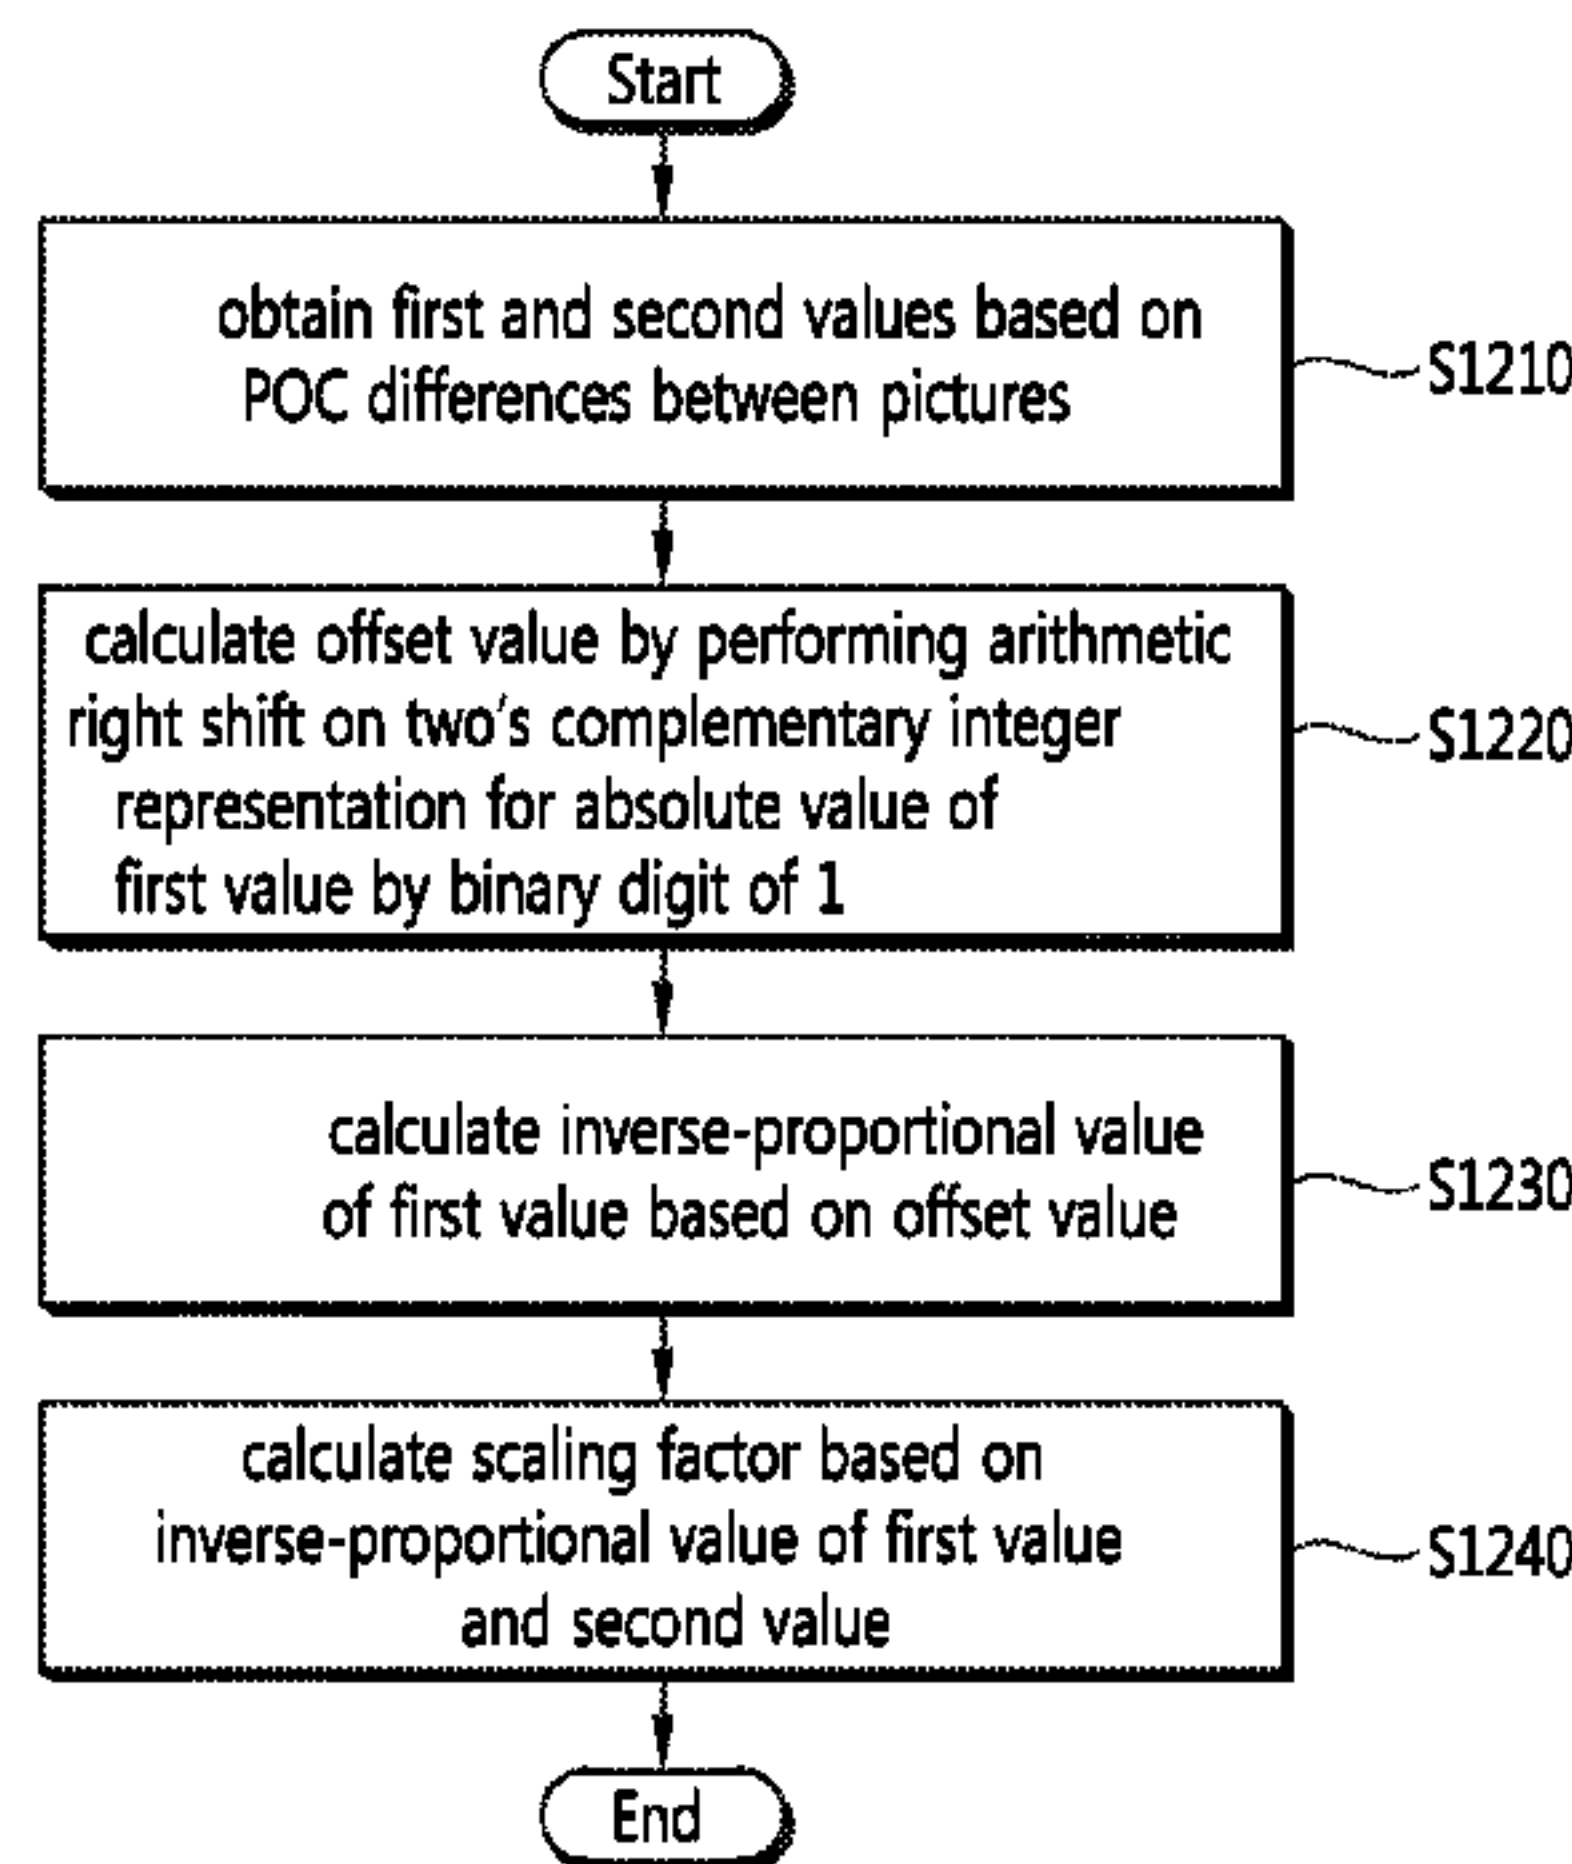 Start
obtain first and second values based on
POC differences between pictures
S1210
calculate offset value by performing arithmetic
right shift on two's complementary integer
representation for absolute value of
first value by binary digit of 1
S1220
calculate inverse-proportional value
of first value based on offset value
S1230
calculate scaling factor based on
inverse-proportional value of first value
and second value
S1240
End